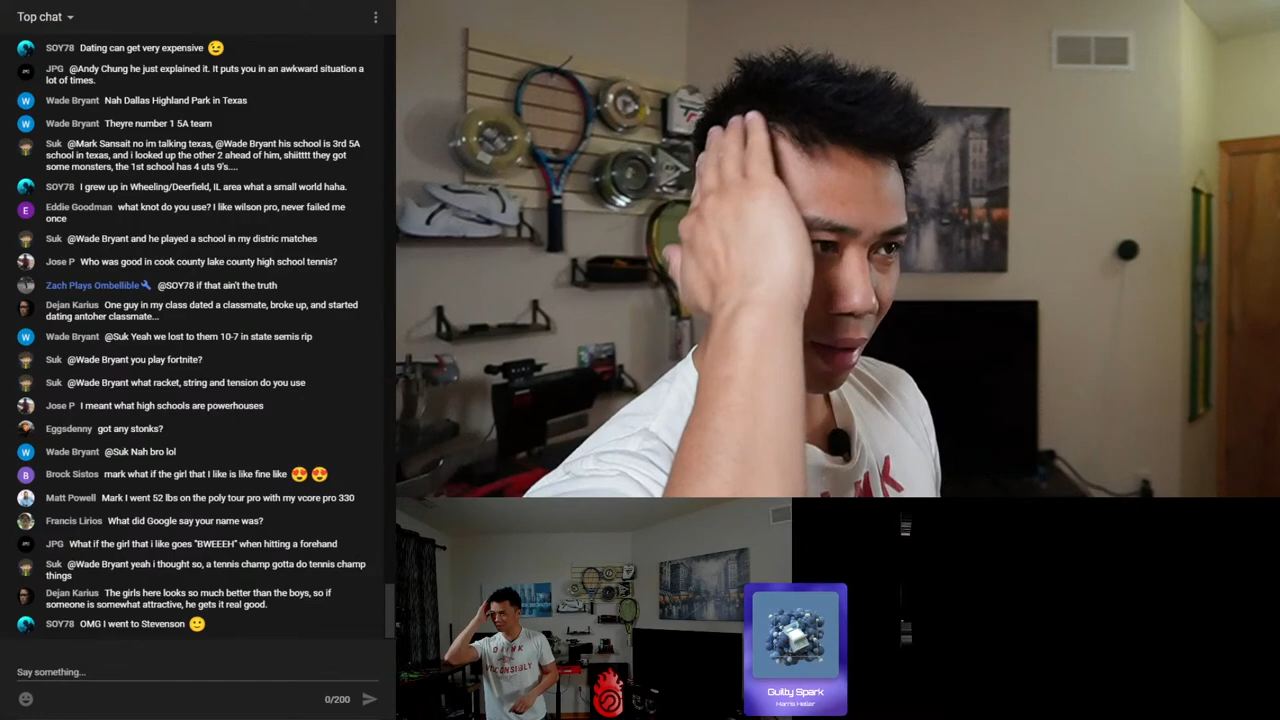 Top chat
SOY78 Dating can get very expensive
JPG @Andy Chung he just explained it. It puts you in an awkward situation a
lot of times.
Wade Bryant Nah Dallas Highland Park in Texas
Wade Bryant Theyre number 1 5A team
Suk @Mark Sansait no im talking texas, @Wade Bryant his school is 3rd 5A
school in texas, and i looked up the other 2 ahead of him, shiitttt they got
some monsters, the 1st school has 4 uts 9's....
SOY78 I grew up in Wheeling/Deerfield, IL area what a small world haha.
Eddie Goodman what knot do you use? I like wilson pro, never failed me
once
Suk @Wade Bryant and he played a school in my distric matches
Jose P Who was good in cook county lake county high school tennis?
Zach Plays Ombellible @SOY78 if that ain't the truth
Dejan Karius One guy in my class dated a classmate, broke up, and started
dating antoher classmate...
Wade Bryant @Suk Yeah we lost to them 10-7 in state semis rip
Suk @Wade Bryant you play fortnite?
Suk @Wade Bryant what racket, string and tension do you use
Jose P I meant what high schools are powerhouses
Eggsdenny got any stonks?
Wade Bryant @Suk Nah bro lol
Brock Sistos mark what if the girl that I like is like fine like
Matt Powell Mark I went 52 lbs on the poly tour pro with my vcore pro 330
Francis Lirios What did Google say your name was?
JPG What if the girl that i like goes "BWEEEH" when hitting a forehand
Suk @Wade Bryant yeah i thought so, a tennis champ gotta do tennis champ
things
Dejan Karius The girls here looks so much better than the boys, so if
someone is somewhat attractive, he gets it real good.
SOY78 OMG I went to Stevenson
Say something...
0/200
Guilty Spark
Harris Heller